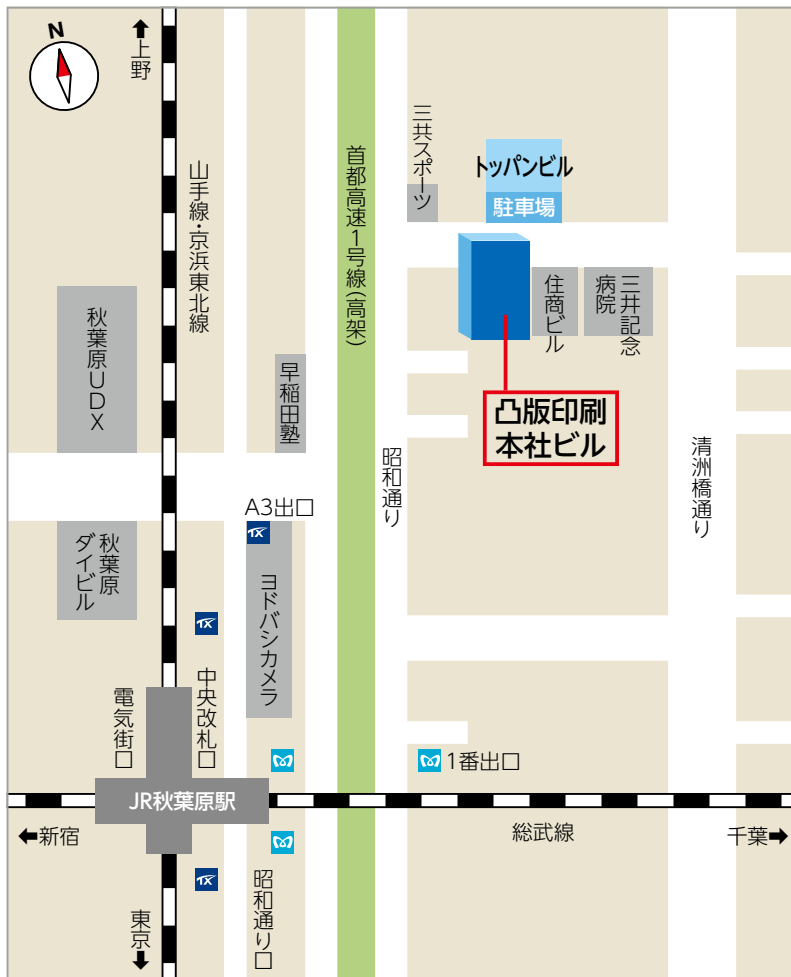 N
上野
山手線・京浜東北線
首都高速1号線(高架)
三共スポーツ
トッパンビル
駐車場
秋葉原UDX
早稲田塾
住商ビル
三井記念
病院
凸版印刷
本社ビル
昭和通り
清洲橋通り
A3出口
TX
秋葉原
ダイビル
ヨドバシカメラ
TX
電気街口
中央改札口
1番出口
JR秋葉原駅
新宿
総武線
千葉
TX
昭和通り口
東京